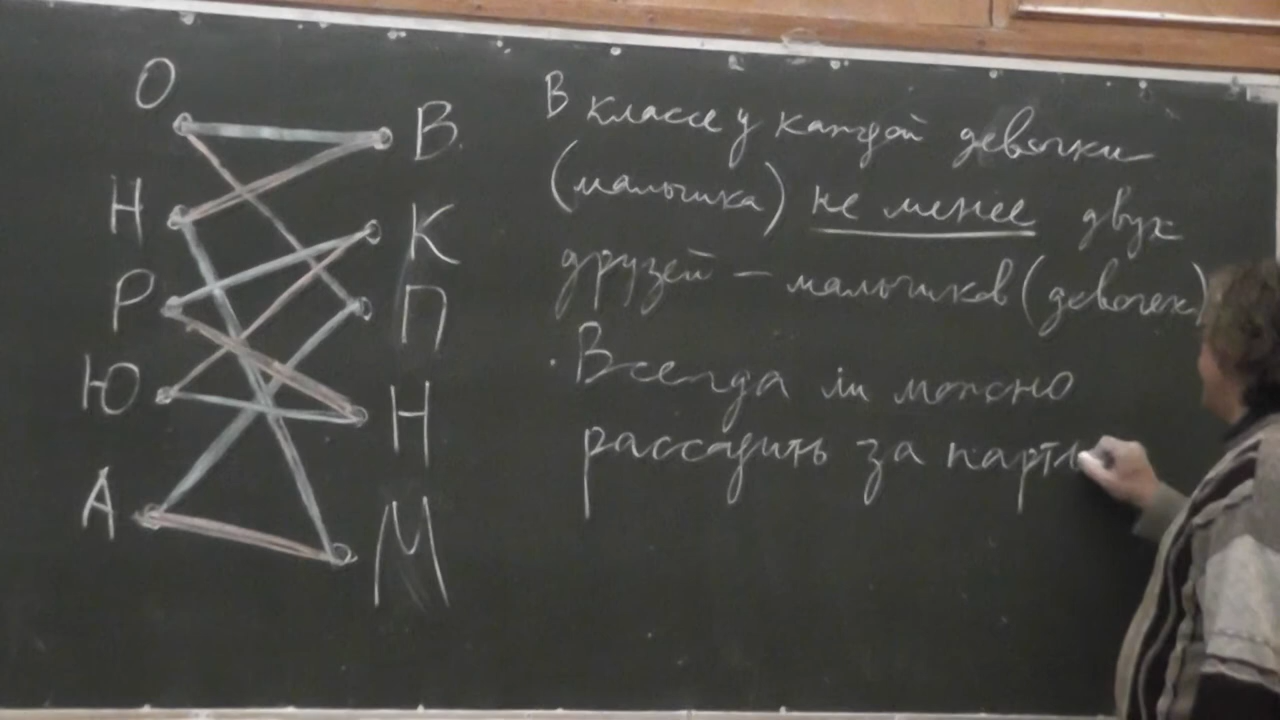 О
В
Н
К
Р
П
Ю
Н
А
М
В классе у каждой девочки
(мальчика) не менее двух
друзей – мальчиков (девочек)
. Всегда ли можно
рассадить за парты